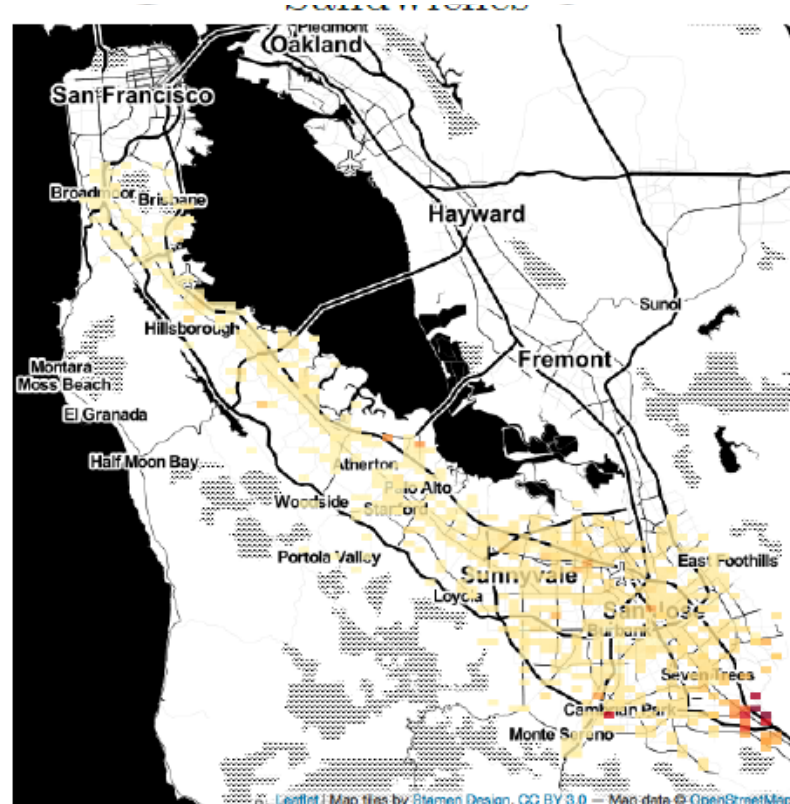 Sandwiches
Piedmont
Oakland
San Francisco
Broadmoor
Brisbane
Hayward
Sunol
Hillsborough
Fremont
Montara
Moss Beach
El Granada
Half Moon Bay
Atherton
Palo Alto
Woodside
Stanford
Portola Valley
East Foothills
Sunnyvale
Loyola
San Jose
Burbank
Seven Trees
Cambrian Park
Monte Sereno
Leaflet | Map tiles by Stamen Design, CC BY 3.0 — Map data © OpenStreetMap